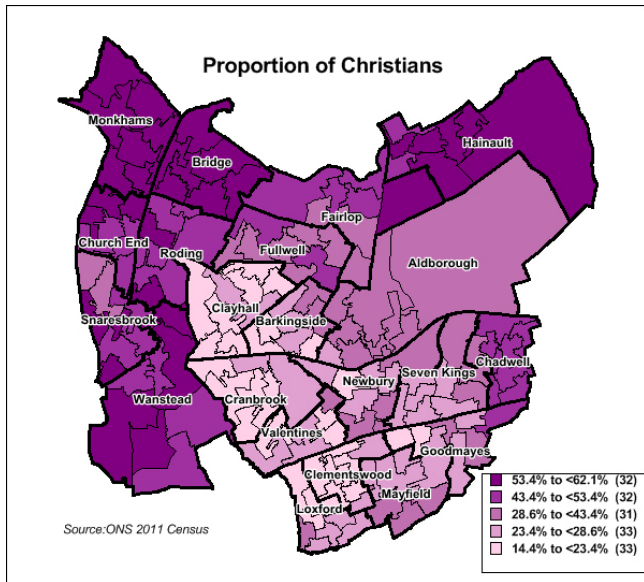 Proportion of Christians
Monkhams
Bridge
Hainault
Fairlop
Church End
Roding
Fullwell
Aldborough
Clayhall
Barkingside
Snaresbrook
Chadwell
Seven Kings
Newbury
Wanstead
Cranbrook
Valentines
Goodmayes
Clementswood
Mayfield
Loxford
53.4% to <62.1% (32)
43.4% to <53.4% (32)
28.6% to <43.4% (31)
23.4% to <28.6% (33)
14.4% to <23.4% (33)
Source:ONS 2011 Census